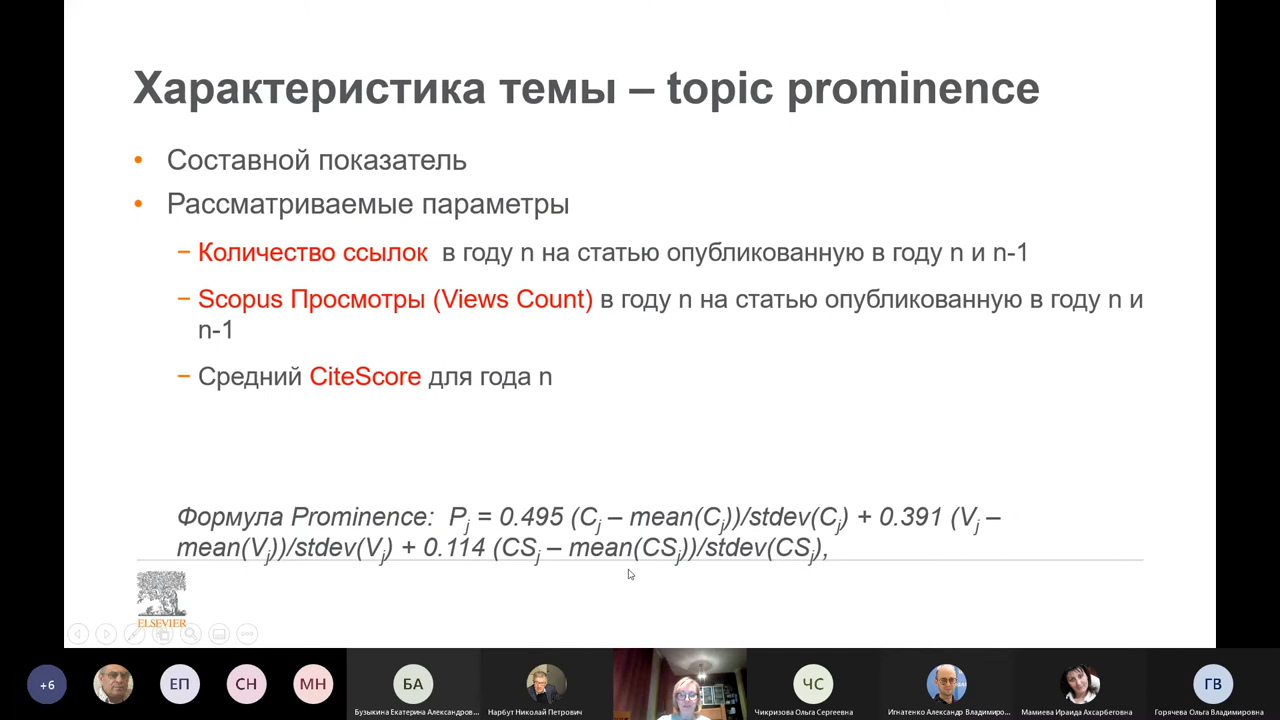 Характеристика темы – topic prominence
• Составной показатель
• Рассматриваемые параметры
− Количество ссылок в году n на статью опубликованную в году n и n-1
− Scopus Просмотры (Views Count) в году n на статью опубликованную в году n и
n-1
− Средний CiteScore для года n
Формула Prominence: Pj = 0.495 (Cj – mean(Cj))/stdev(Cj) + 0.391 (Vj –
mean(Vj))/stdev(Vj) + 0.114 (CSj – mean(CSj))/stdev(CSj),
ELSEVIER
+6
ЕП
СН
МН
БА
ЧС
ГВ
Бузыкина Екатерина Александров...
Нарбут Николай Петрович
Чикризова Ольга Сергеевна
Игнатенко Александр Владимиро...
Мамиева Ираида Ахсарбеговна
Горячева Ольга Владимировна